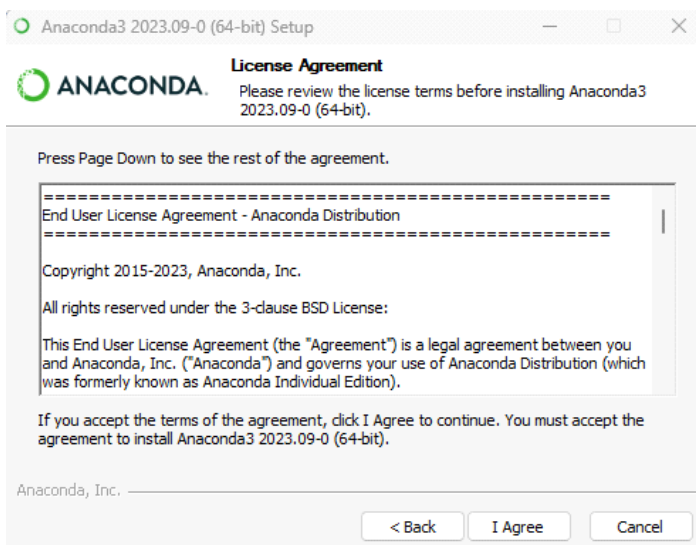 Anaconda3 2023.09-0 (64-bit) Setup
ANACONDA.
License Agreement
Please review the license terms before installing Anaconda3
2023.09-0 (64-bit).
Press Page Down to see the rest of the agreement.
====================================================
End User License Agreement - Anaconda Distribution
====================================================
Copyright 2015-2023, Anaconda, Inc.
All rights reserved under the 3-clause BSD License:
This End User License Agreement (the "Agreement") is a legal agreement between you
and Anaconda, Inc. ("Anaconda") and governs your use of Anaconda Distribution (which
was formerly known as Anaconda Individual Edition).
If you accept the terms of the agreement, click I Agree to continue. You must accept the
agreement to install Anaconda3 2023.09-0 (64-bit).
Anaconda, Inc.
< Back I Agree Cancel